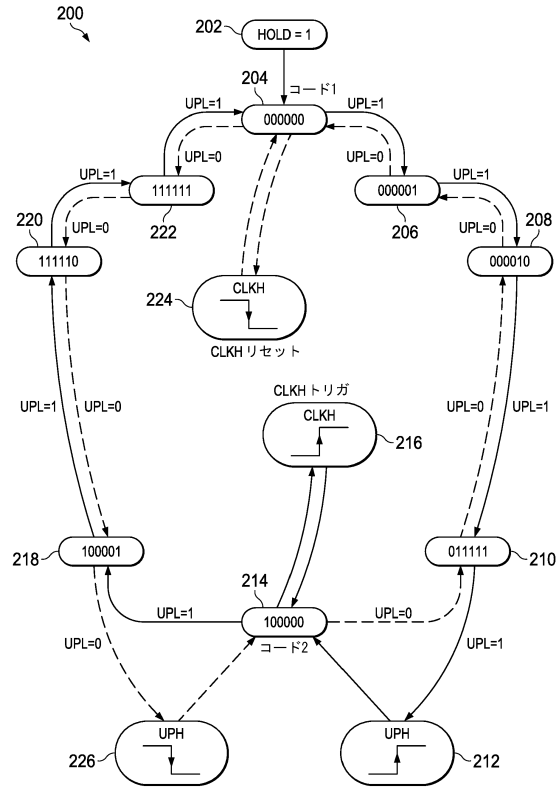 200
202
HOLD = 1
204
コード1
000000
UPL=1
UPL=1
UPL=0
UPL=0
111111
222
000001
206
UPL=1
UPL=1
220
UPL=0
UPL=0
208
111110
000010
224
CLKH
CLKHリセット
CLKHトリガ
CLKH
216
UPL=1
UPL=0
UPL=0
UPL=1
218
100001
011111
210
214
100000
コード2
UPL=1
UPL=0
UPL=0
UPL=1
UPH
226
UPH
212